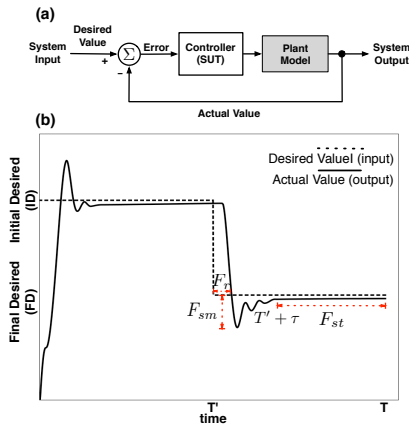 (a)
Desired
Value
System
Input
+
−
Σ
Error
Controller
(SUT)
Plant
Model
System
Output
Actual Value
(b)
Desired ValueI (input)
Actual Value (output)
Initial Desired
(ID)
Final Desired
(FD)
F_r
F_sm
T' + τ
F_st
T'
T
time